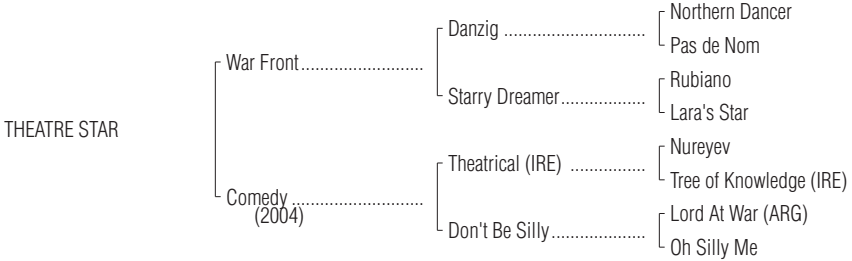 Northern Dancer
Danzig ..............................
Pas de Nom
War Front..........................
Rubiano
Starry Dreamer..................
Lara's Star
THEATRE STAR
Nureyev
Theatrical (IRE) ................
Tree of Knowledge (IRE)
Comedy ............................
(2004)
Lord At War (ARG)
Don't Be Silly....................
Oh Silly Me